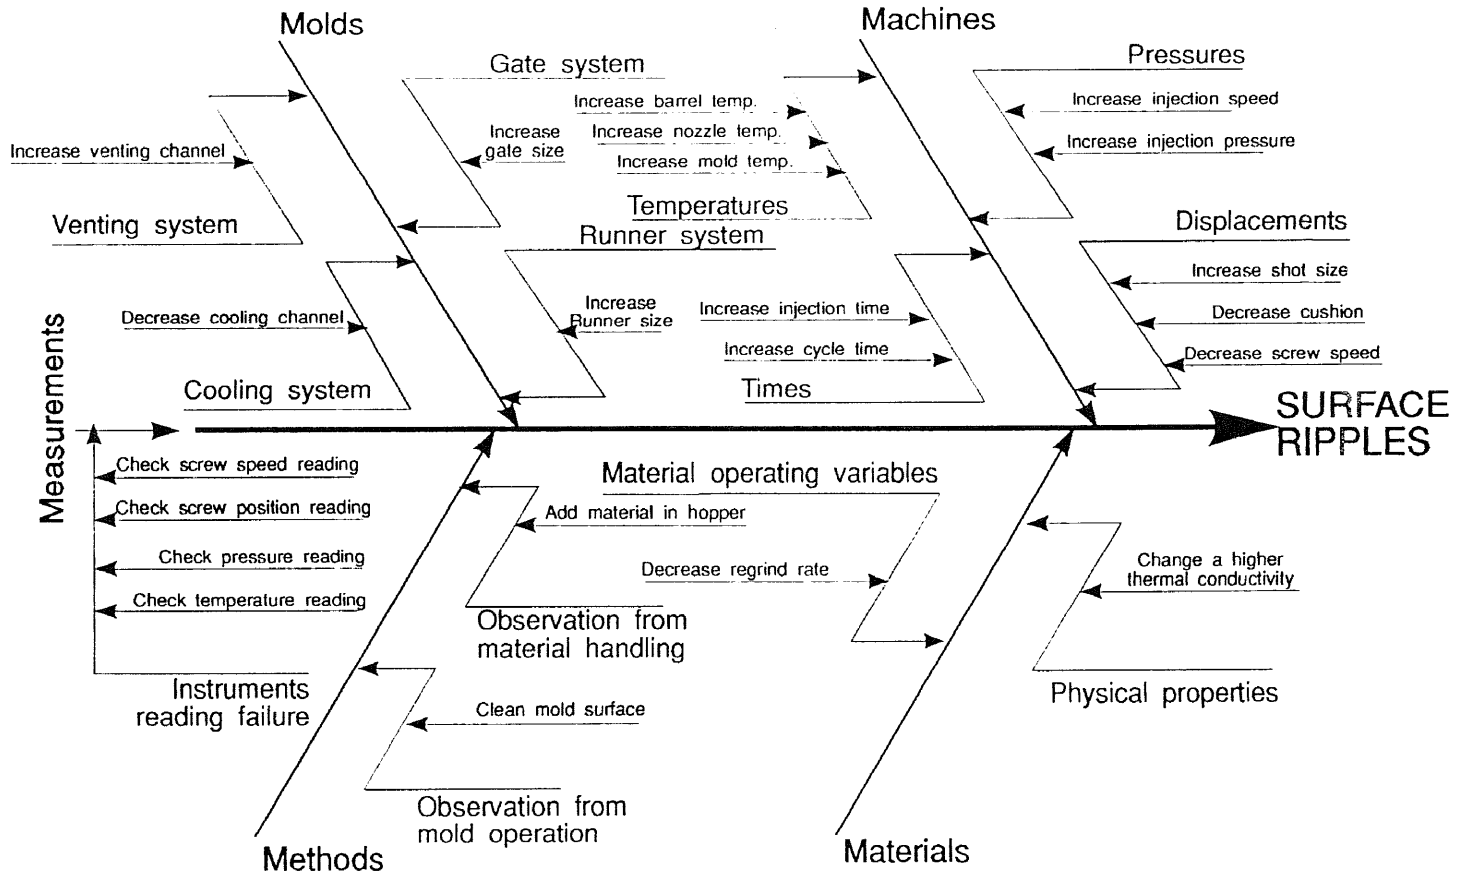 Molds
Machines
Gate system
Pressures
Increase barrel temp.
Increase injection speed
Increase
gate size
Increase nozzle temp.
Increase injection pressure
Increase venting channel
Increase mold temp.
Venting system
Temperatures
Displacements
Runner system
Increase shot size
Increase
Runner size
Increase injection time
Decrease cushion
Decrease cooling channel
Increase cycle time
Decrease screw speed
Cooling system
Times
Measurements
SURFACE
RIPPLES
Check screw speed reading
Material operating variables
Check screw position reading
Add material in hopper
Check pressure reading
Decrease regrind rate
Change a higher
thermal conductivity
Check temperature reading
Observation from
material handling
Instruments
reading failure
Physical properties
Clean mold surface
Observation from
mold operation
Methods
Materials